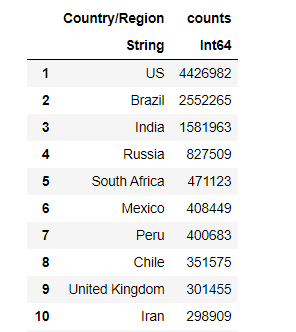 Country/Region counts
String Int64
1 US 4426982
2 Brazil 2552265
3 India 1581963
4 Russia 827509
5 South Africa 471123
6 Mexico 408449
7 Peru 400683
8 Chile 351575
9 United Kingdom 301455
10 Iran 298909